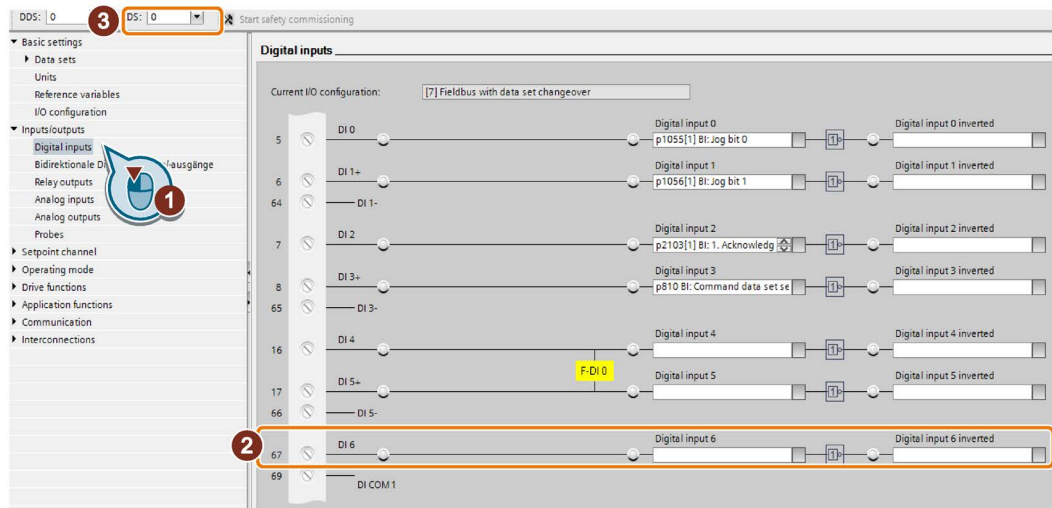 DDS: 0
3
DS: 0
Start safety commissioning
Basic settings
Data sets
Units
Reference variables
I/O configuration
Inputs/outputs
Digital inputs
Bidirektionale Di -ausgänge
Relay outputs
Analog inputs
Analog outputs
Probes
Setpoint channel
Operating mode
Drive functions
Application functions
Communication
Interconnections
1
Digital inputs
Current I/O configuration: [7] Fieldbus with data set changeover
Digital input 0 Digital input 0 inverted
5 DI 0 p1055[1] BI: Jog bit 0 1
Digital input 1 Digital input 1 inverted
6 DI 1+ p1056[1] BI: Jog bit 1 1
64 DI 1-
Digital input 2 Digital input 2 inverted
7 DI 2 p2103[1] BI: 1. Acknowledg 1
Digital input 3 Digital input 3 inverted
8 DI 3+ p810 BI: Command data set se 1
65 DI 3-
Digital input 4 Digital input 4 inverted
16 DI 4 1
F-DI 0
Digital input 5 Digital input 5 inverted
17 DI 5+ 1
66 DI 5-
2
Digital input 6 Digital input 6 inverted
67 DI 6 1
69 DI COM 1